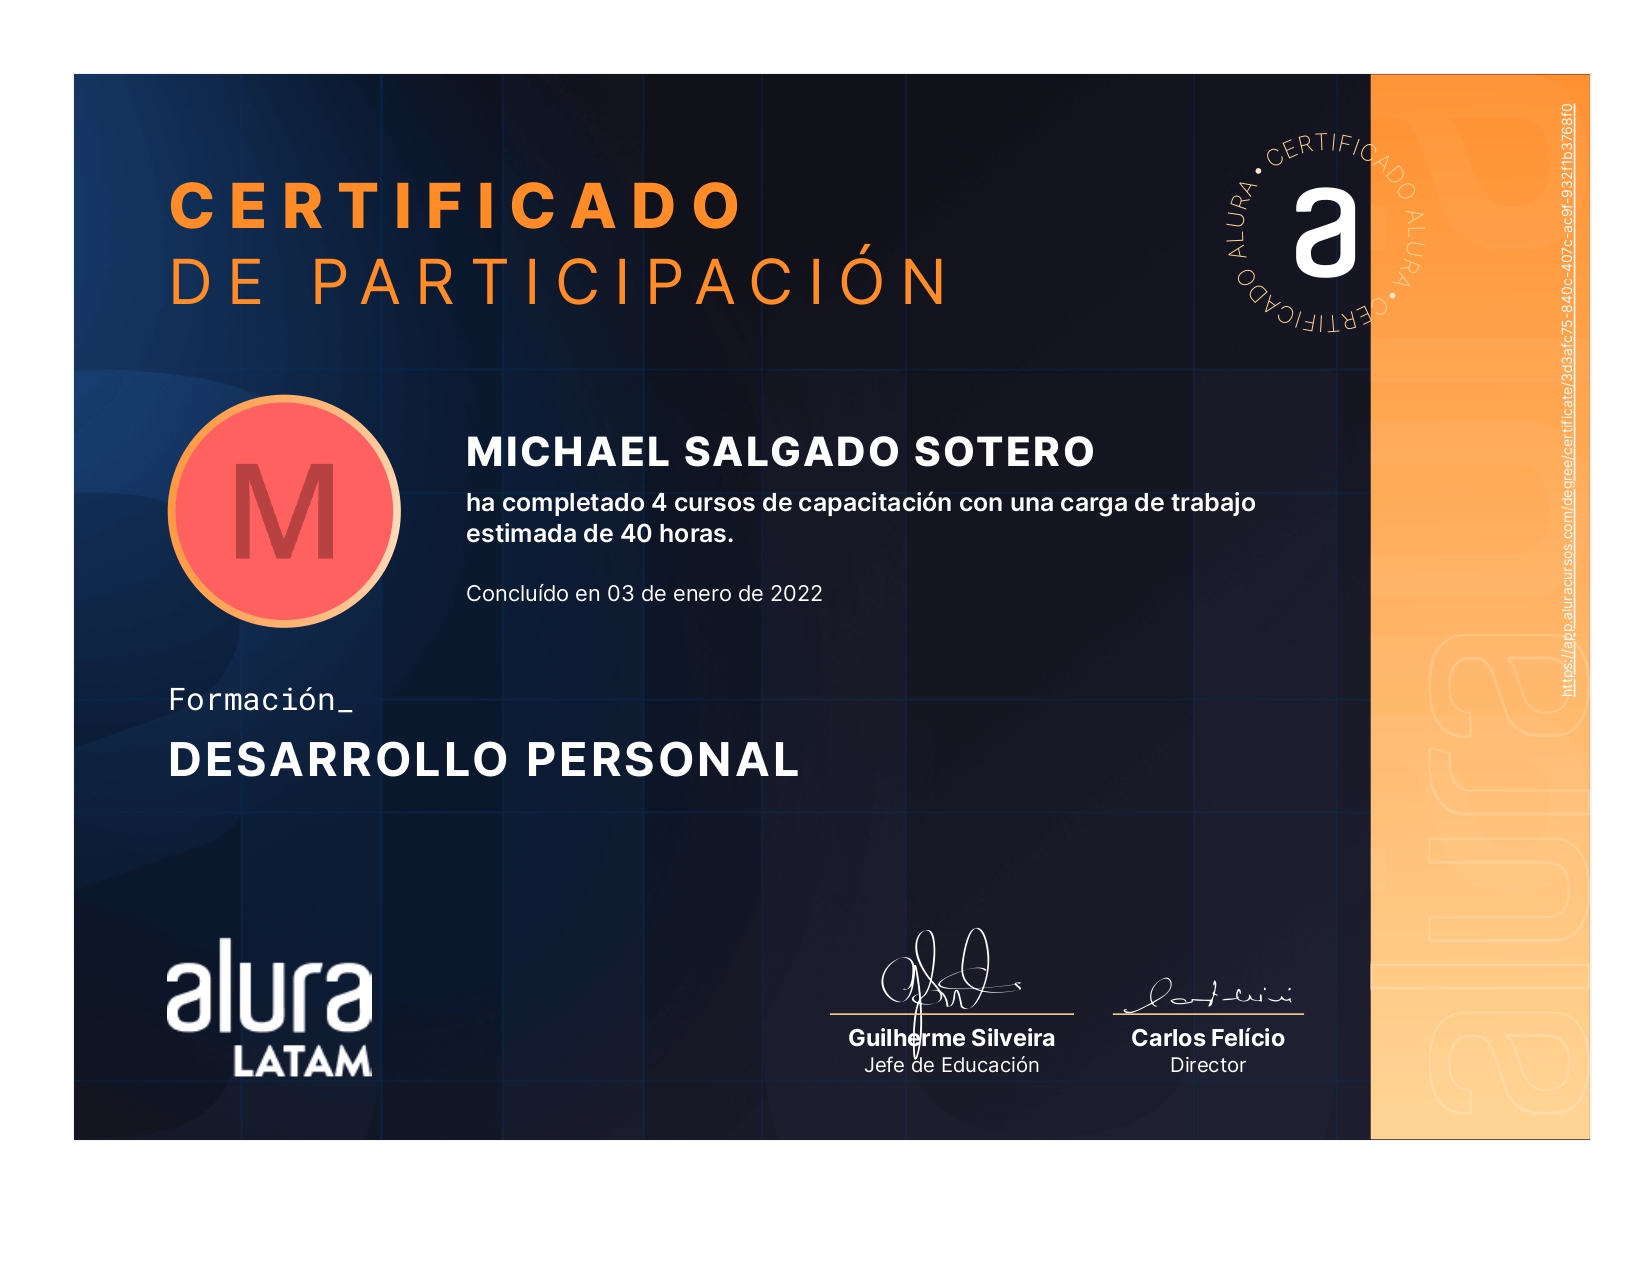 CERTIFICADO
DE PARTICIPACIÓN
CERTIFICADO ALURA • CERTIFICADO ALURA •
a
M
MICHAEL SALGADO SOTERO
ha completado 4 cursos de capacitación con una carga de trabajo
estimada de 40 horas.
Concluído en 03 de enero de 2022
Formación_
DESARROLLO PERSONAL
alura
LATAM
Guilherme Silveira
Jefe de Educación
Carlos Felício
Director
https://app.aluracursos.com/degree/certificate/3d3afc75-840c-407c-ac9f-932f1b3768f0
alura